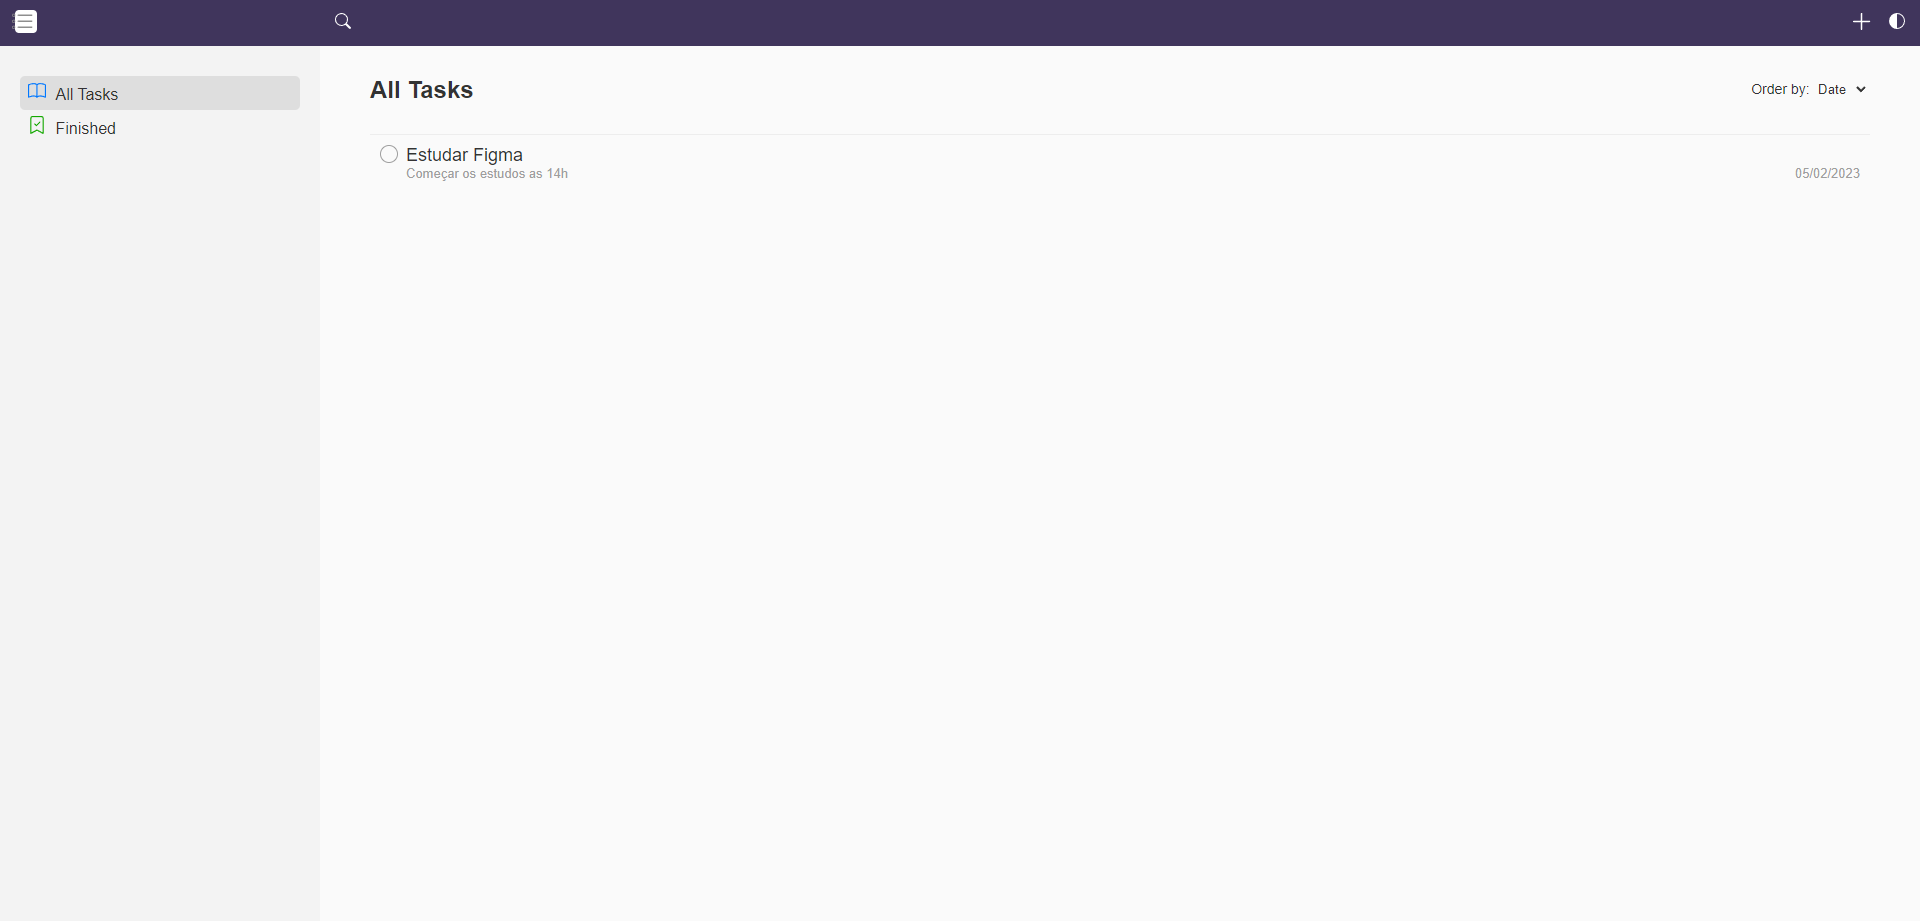 All Tasks
Finished
All Tasks
Order by: Date
Estudar Figma
Começar os estudos as 14h
05/02/2023